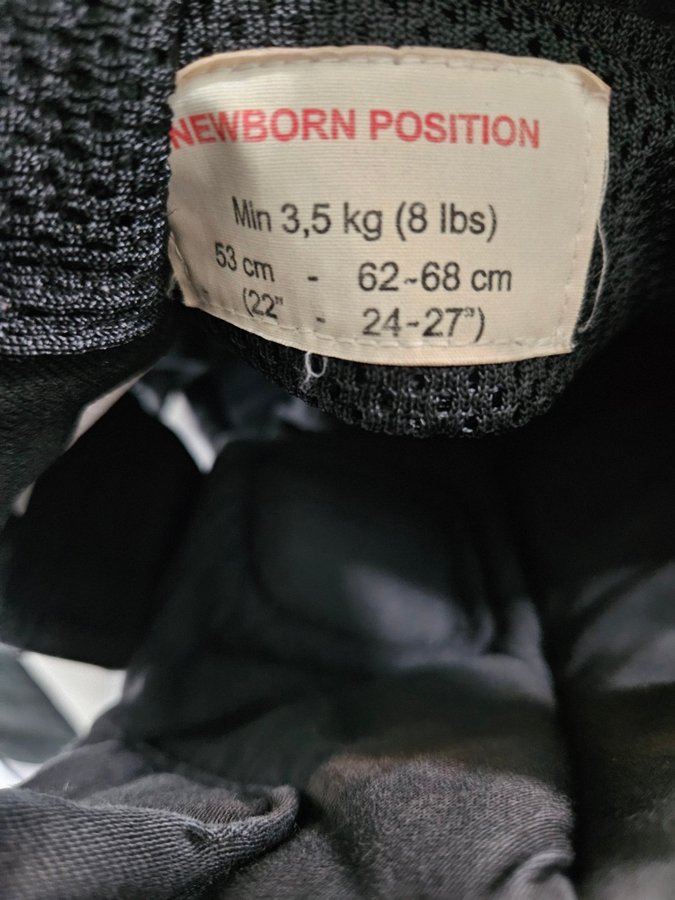 NEWBORN POSITION
Min 3,5 kg (8 lbs)
53 cm - 62-68 cm
(22" - 24-27")